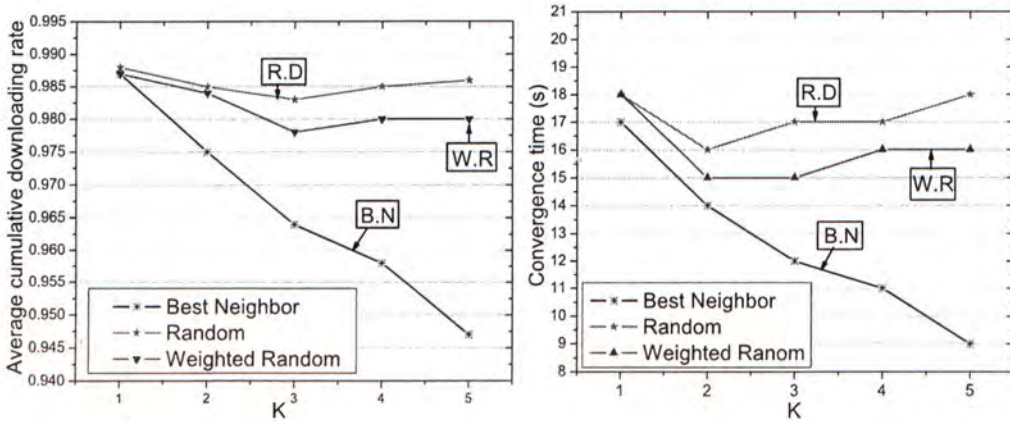 Average cumulative downloading rate
0.995
0.990
0.985
0.980
0.975
0.970
0.965
0.960
0.955
0.950
0.945
0.940
R.D
W.R
B.N
Best Neighbor
Random
Weighted Random
1 2 3 4 5
K
Convergence time (s)
21
20
19
18
17
16
15
14
13
12
11
10
9
8
R.D
W.R
B.N
Best Neighbor
Random
Weighted Ranom
1 2 3 4 5
K